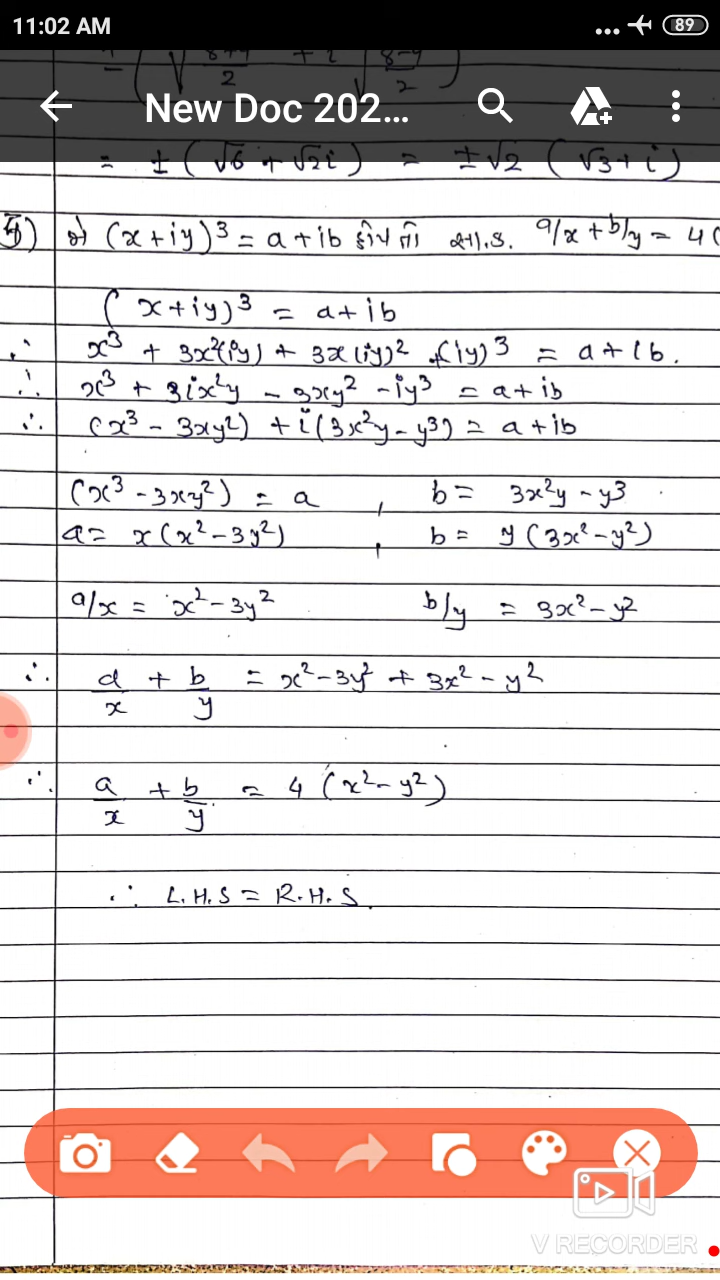 11:02 AM
89
New Doc 202...
= ± (√6 + √2i) = ±√2 (√3+i)
જો (x+iy)³ = a+ib હોય તો સા.ક. a/x + b/y = 4(
(x+iy)³ = a+ib
∴ x³ + 3x²(iy) + 3x(iy)² + (iy)³ = a+ib.
∴ x³ + 3ix²y - 3xy² - iy³ = a+ib
∴ (x³ - 3xy²) + i(3x²y - y³) = a+ib
(x³ - 3xy²) = a , b = 3x²y - y³
a = x(x² - 3y²) , b = y(3x² - y²)
a/x = x² - 3y² b/y = 3x² - y²
∴ a/x + b/y = x² - 3y² + 3x² - y²
∴ a/x + b/y = 4(x² - y²)
∴ L.H.S = R.H.S.
V RECORDER